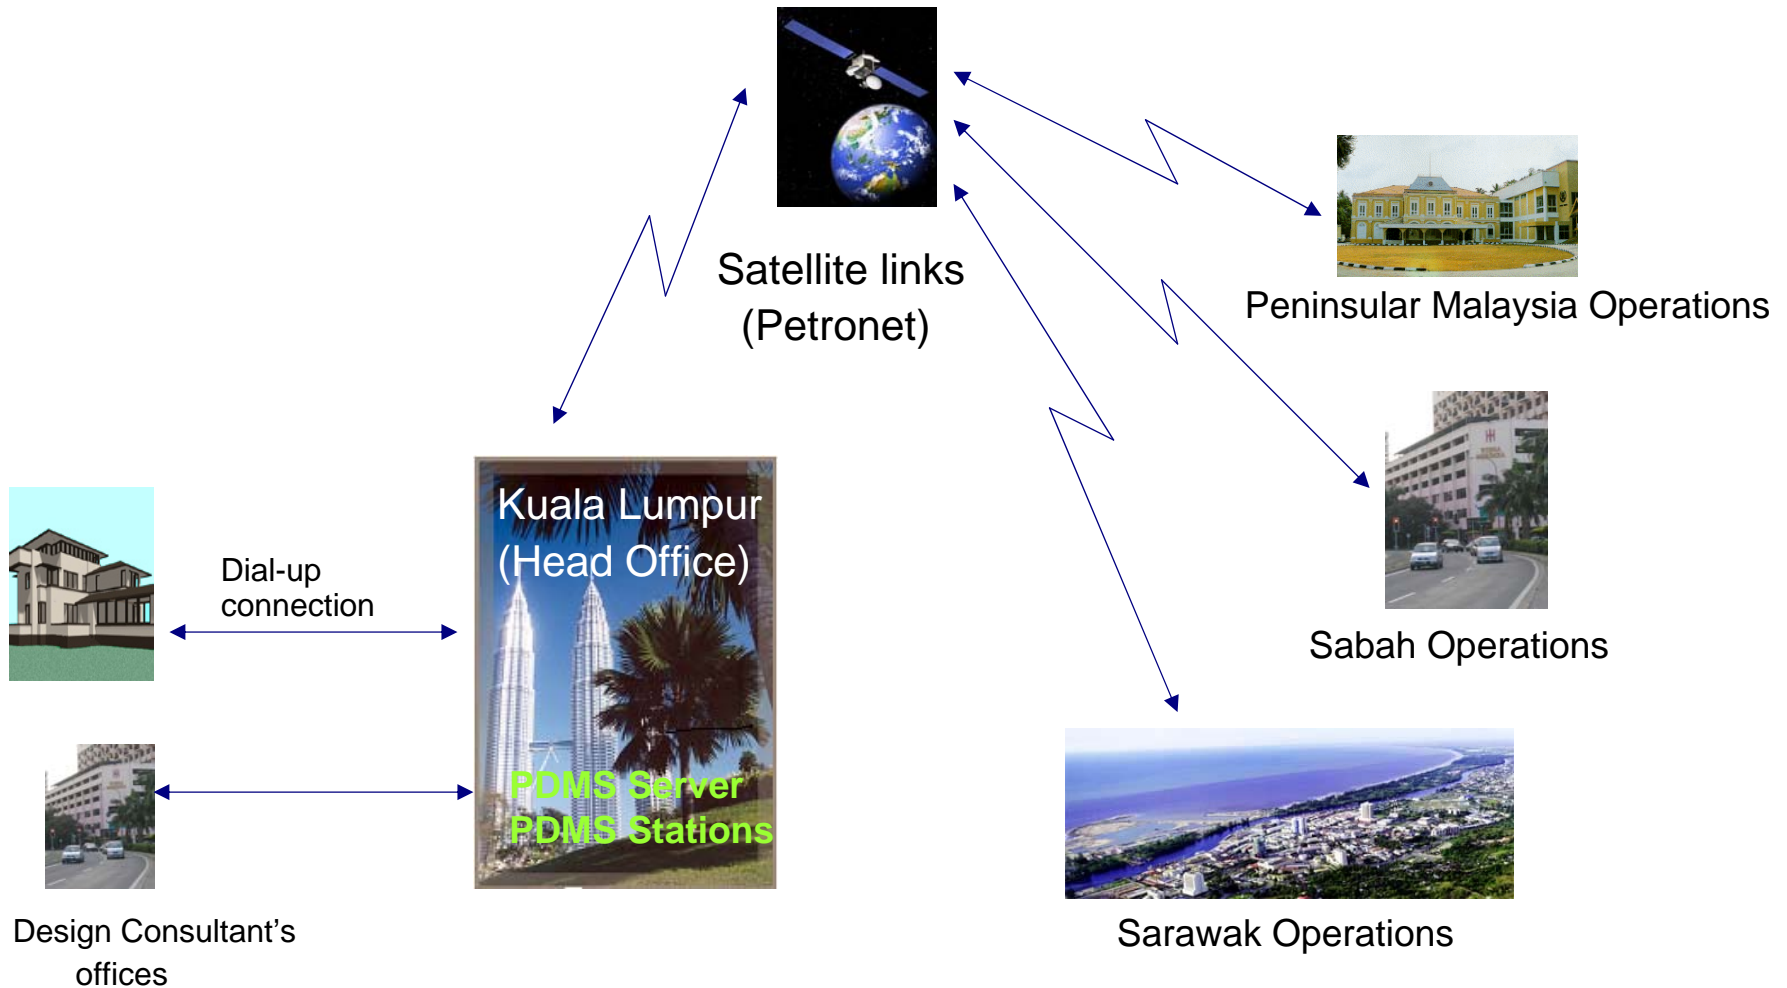 Satellite links
(Petronet)
Peninsular Malaysia Operations
Kuala Lumpur
(Head Office)
Dial-up
connection
Sabah Operations
PDMS Server
PDMS Stations
Design Consultant’s
offices
Sarawak Operations